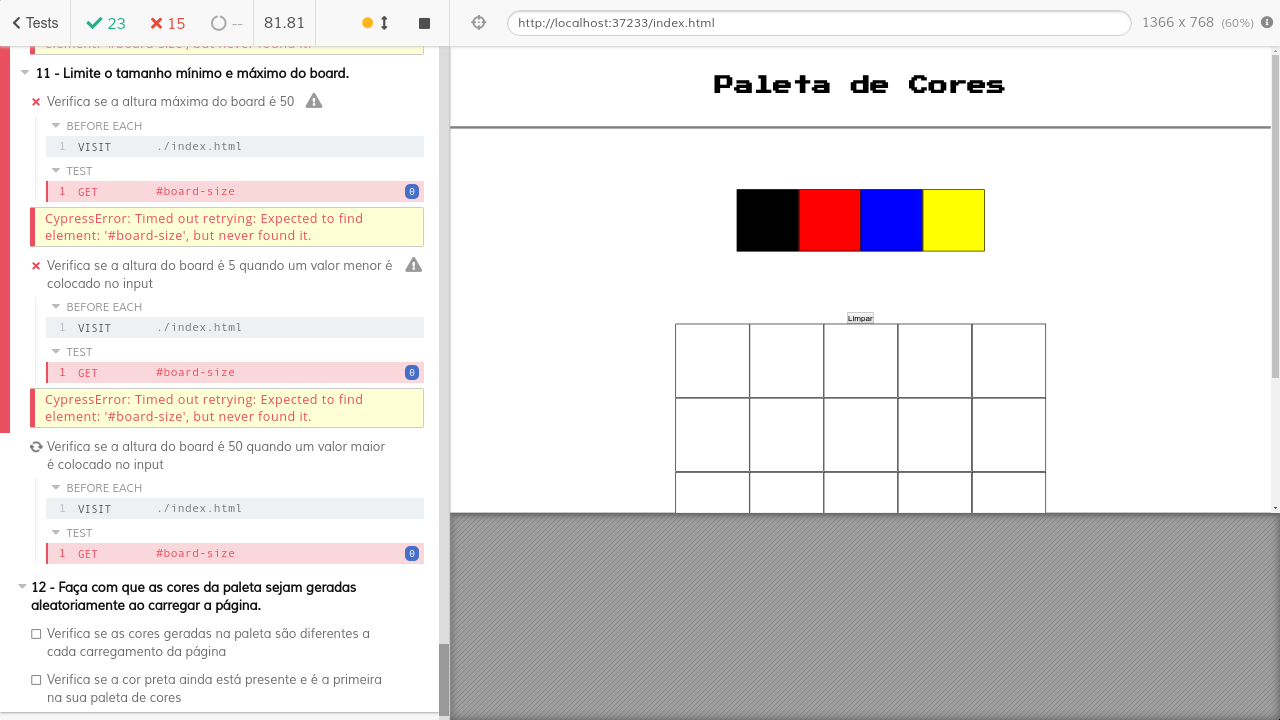 Tests 23 15 -- 81.81
http://localhost:37233/index.html 1366 x 768 (60%)
element: '#board-size', but never found it.
11 - Limite o tamanho mínimo e máximo do board.
Verifica se a altura máxima do board é 50
BEFORE EACH
1 VISIT ./index.html
TEST
1 GET #board-size 0
CypressError: Timed out retrying: Expected to find
element: '#board-size', but never found it.
Verifica se a altura do board é 5 quando um valor menor é
colocado no input
BEFORE EACH
1 VISIT ./index.html
TEST
1 GET #board-size 0
CypressError: Timed out retrying: Expected to find
element: '#board-size', but never found it.
Verifica se a altura do board é 50 quando um valor maior
é colocado no input
BEFORE EACH
1 VISIT ./index.html
TEST
1 GET #board-size 0
12 - Faça com que as cores da paleta sejam geradas
aleatoriamente ao carregar a página.
Verifica se as cores geradas na paleta são diferentes a
cada carregamento da página
Verifica se a cor preta ainda está presente e é a primeira
na sua paleta de cores
Paleta de Cores
Limpar